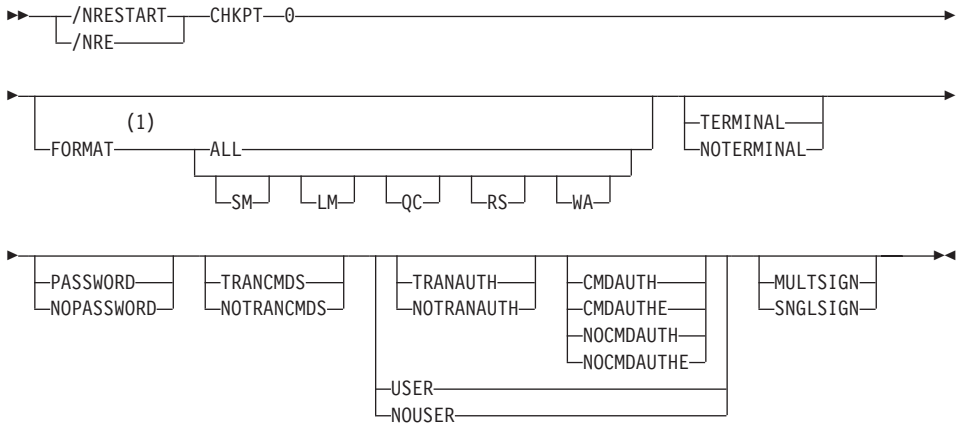 /NRESTART CHKPT 0
/NRE
(1) TERMINAL
FORMAT ALL NOTERMINAL
SM LM QC RS WA
PASSWORD TRANCMDS TRANAUTH CMDAUTH MULTSIGN
NOPASSWORD NOTRANCMDS NOTRANAUTH CMDAUTHE SNGLSIGN
NOCMDAUTH
NOCMDAUTHE
USER
NOUSER